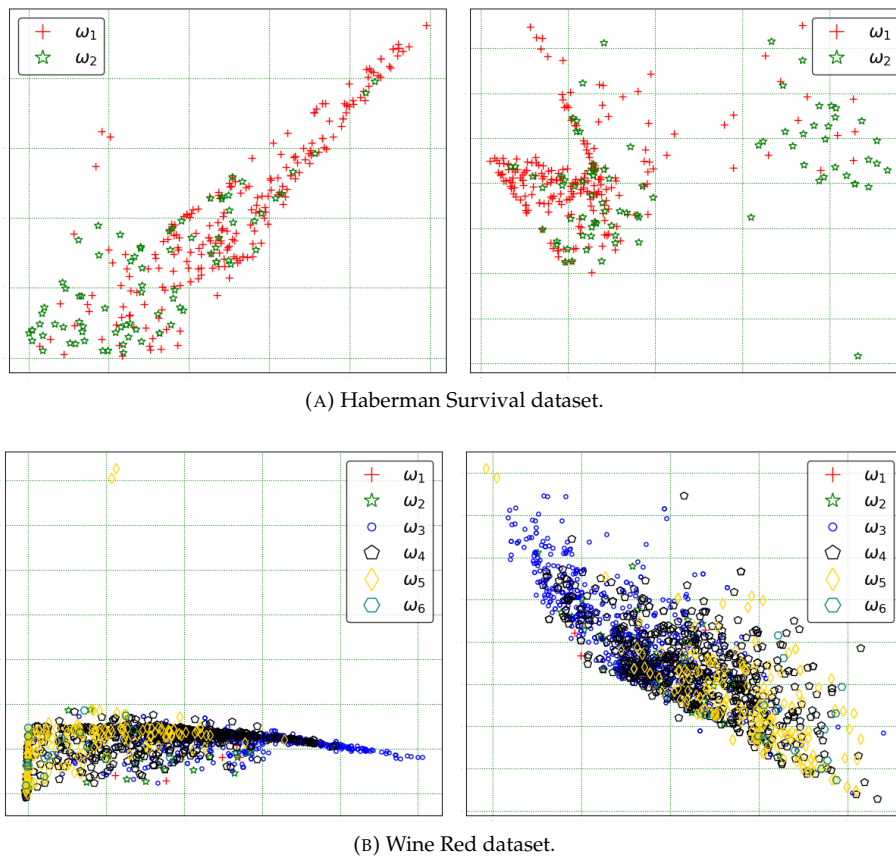 ω₁
ω₂
ω₁
ω₂
(A) Haberman Survival dataset.
ω₁
ω₂
ω₃
ω₄
ω₅
ω₆
ω₁
ω₂
ω₃
ω₄
ω₅
ω₆
(B) Wine Red dataset.